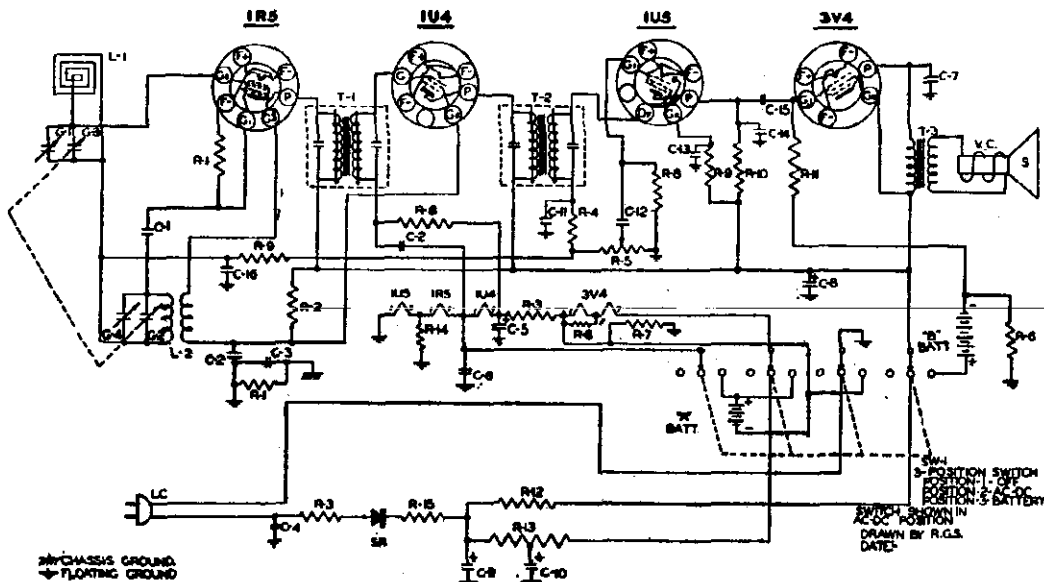 1R5
1U4
1U5
3V4
L-1
G2
F+
F-
P
T-1
T-2
C-15
C-14
C-13
C-7
T-3
V.C.
S
R-1
R-8
R-9
R-10
R-11
C-11
R-4
C-12
R-5
R-6
C-2
R-9
C-16
C-8
R-2
1U5
1R5
1U4
R-3
3V4
R-14
C-5
R-7
L-2
C-3
R-1
C-6
"B"
BATT.
R-6
"A"
BATT.
SW-1
3-POSITION SWITCH
POSITION-1-OFF
POSITION-2-AC-DC
POSITION-3-BATTERY
SWITCH SHOWN IN
AC-DC POSITION
DRAWN BY R.G.S.
DATE-
LC
R-3
SR
R-15
R-12
R-13
C-10
CHASSIS GROUND
FLOATING GROUND